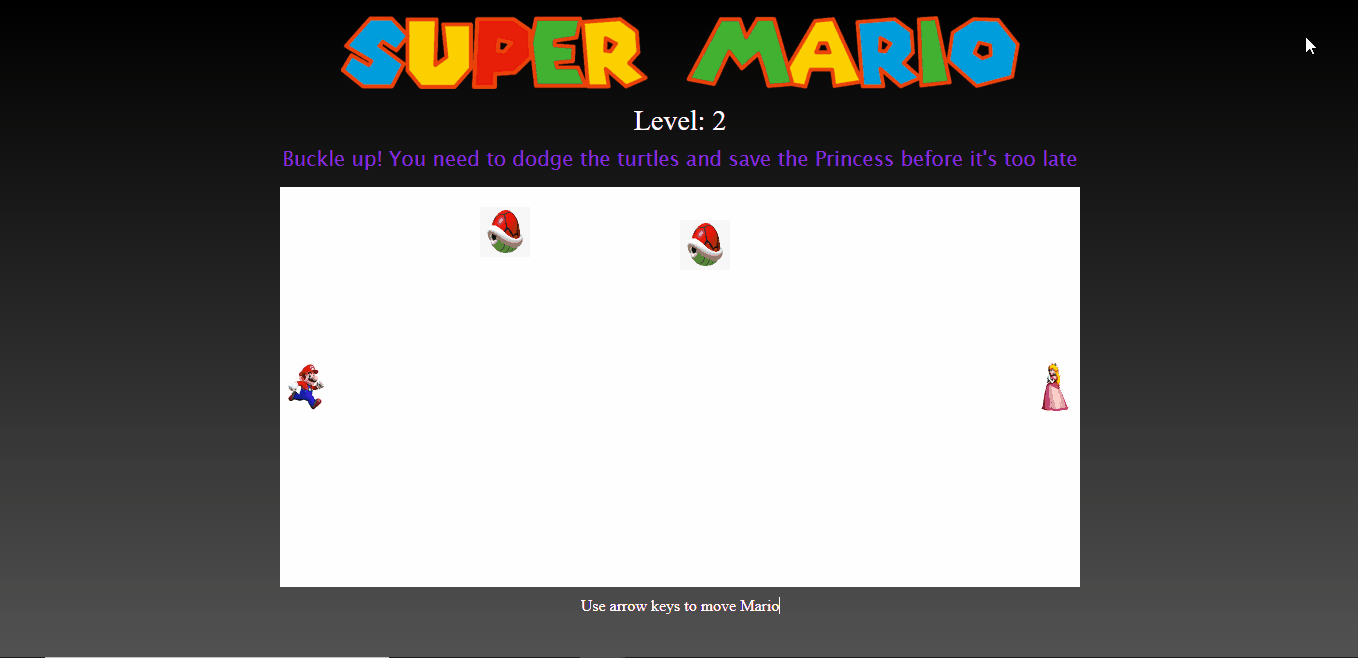 SUPER MARIO
Level: 2
Buckle up! You need to dodge the turtles and save the Princess before it's too late
Use arrow keys to move Mario